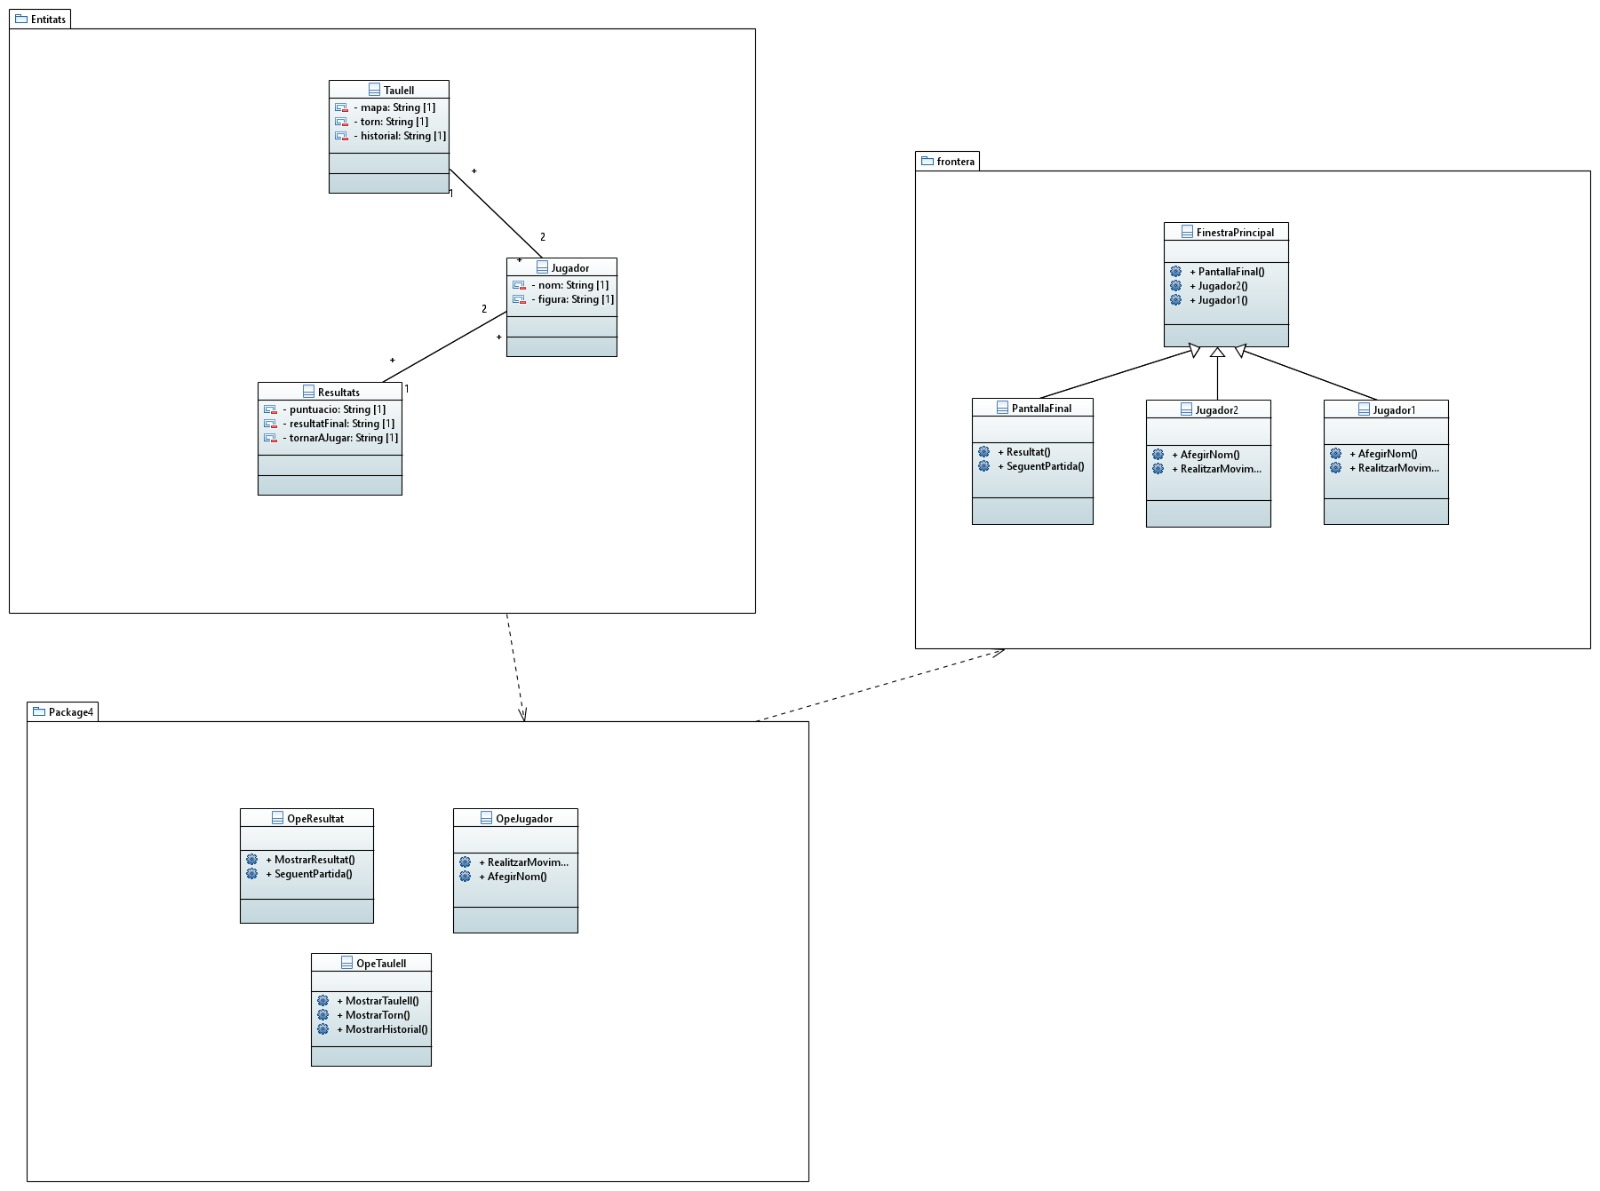 Entitats
Taulell
- mapa: String [1]
- torn: String [1]
- historial: String [1]
+
1
2
+
Jugador
- nom: String [1]
- figura: String [1]
2
+
+
1
Resultats
- puntuacio: String [1]
- resultatFinal: String [1]
- tornarAJugar: String [1]
frontera
FinestraPrincipal
+ PantallaFinal()
+ Jugador2()
+ Jugador1()
PantallaFinal
+ Resultat()
+ SeguentPartida()
Jugador2
+ AfegirNom()
+ RealitzarMovim...
Jugador1
+ AfegirNom()
+ RealitzarMovim...
Package4
OpeResultat
+ MostrarResultat()
+ SeguentPartida()
OpeJugador
+ RealitzarMovim...
+ AfegirNom()
OpeTaulell
+ MostrarTaulell()
+ MostrarTorn()
+ MostrarHistorial()